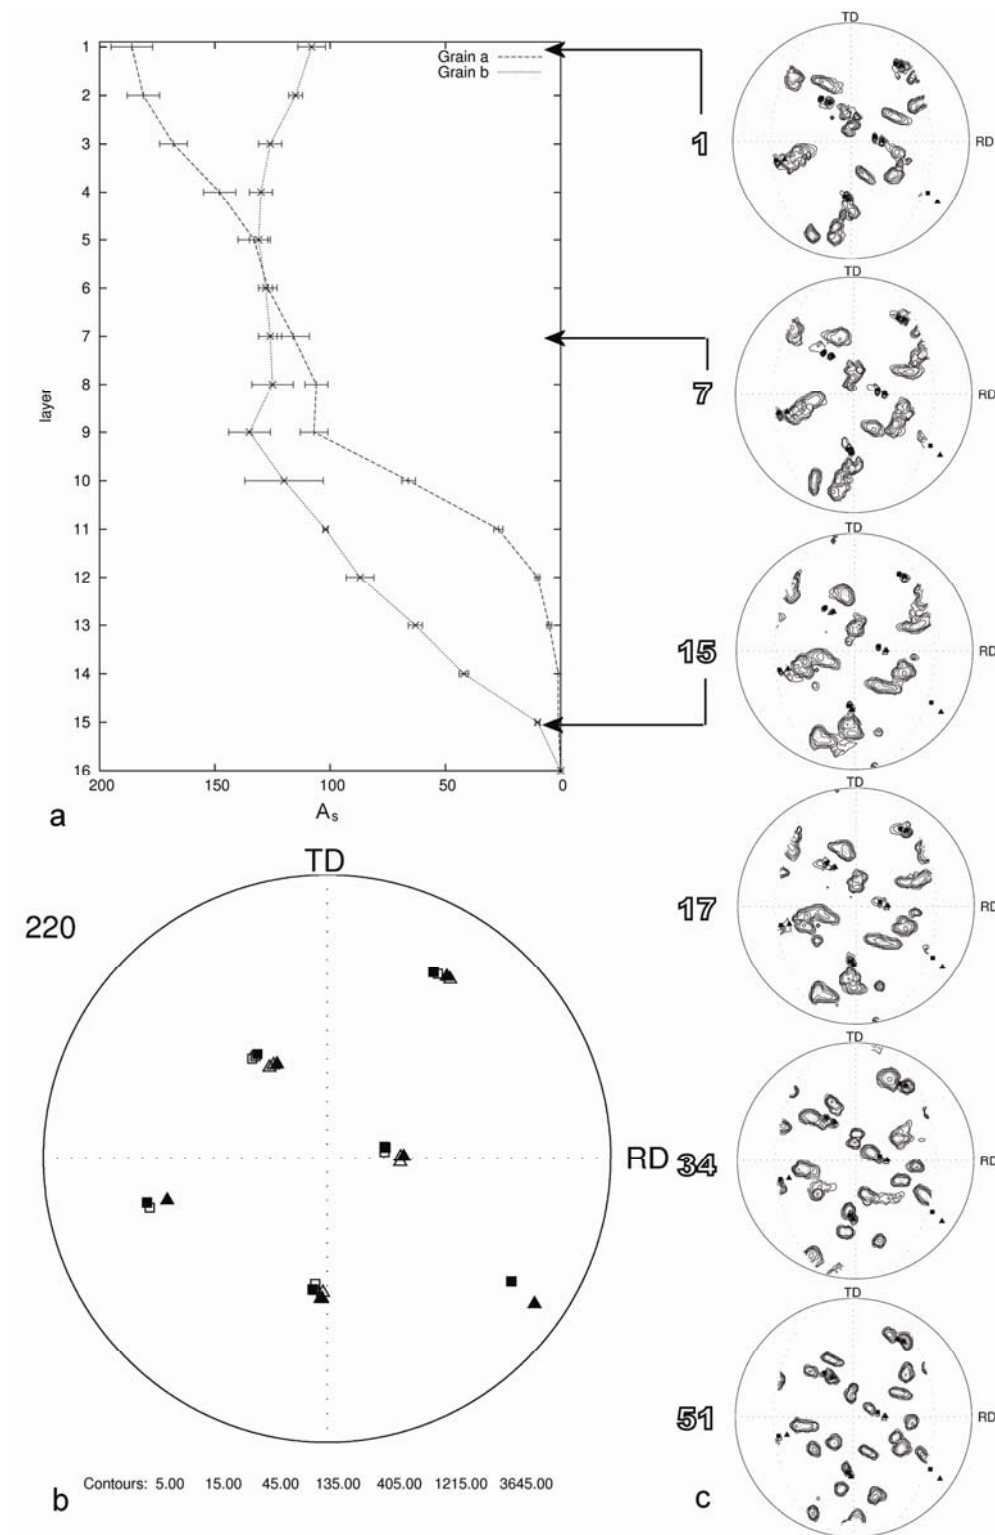 1
2
3
4
5
6
7
8
9
10
11
12
13
14
15
16
layer
Grain a
Grain b
200 150 100 50 0
As
a
220
TD
RD
Contours: 5.00 15.00 45.00 135.00 405.00 1215.00 3645.00
b
TD
1 RD
TD
7 RD
TD
15 RD
TD
17 RD
TD
34 RD
TD
51 RD
c